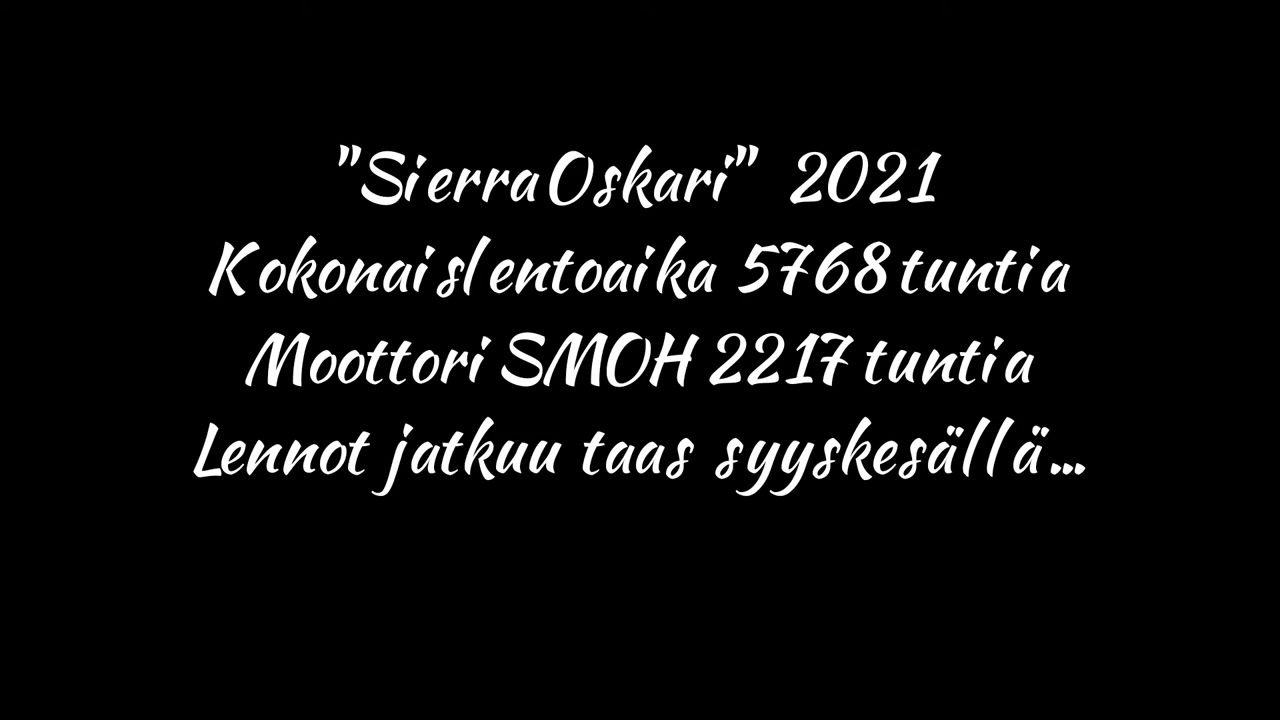 "SierraOskari" 2021
Kokonaislentoaika 5768 tuntia
Moottori SMOH 2217 tuntia
Lennot jatkuu taas syyskesällä...